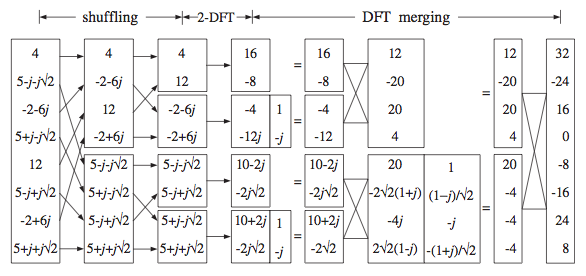 shuffling 2-DFT DFT merging
4 4 4 16 16 12 12 32
5-j-j√2 -2-6j 12 -8 = -8 -20 -20 -24
-2-6j 12 -2-6j -4 1 -4 20 20 16
5+j-j√2 -2+6j -2+6j -12j -j = -12 4 = 4 0
12 5-j-j√2 5-j-j√2 10-2j 10-2j 20 1 20 -8
5-j+j√2 5+j-j√2 5-j+j√2 -2j√2 = -2j√2 -2√2(1+j) (1–j)/√2 -4 -16
-2+6j 5-j+j√2 5+j-j√2 10+2j 1 10+2j -4j -j -4 24
5+j+j√2 5+j+j√2 5+j+j√2 -2j√2 -j = -2√2 2√2(1-j) -(1+j)/√2 = -4 8